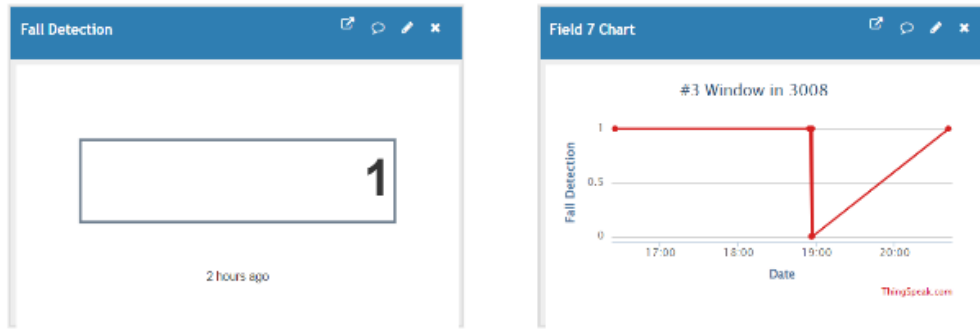 Fall Detection
1
2 hours ago
Field 7 Chart
#3 Window in 3008
Fall Detection
1
0.5
0
17:00 18:00 19:00 20:00
Date
ThingSpeak.com